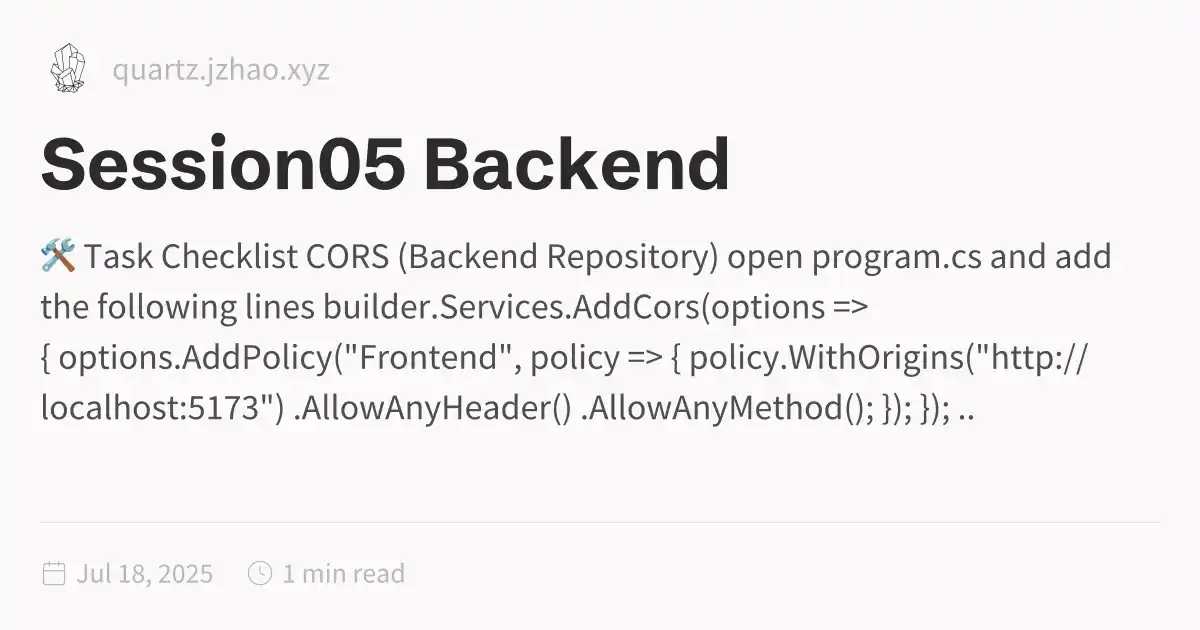 quartz.jzhao.xyz
Session05 Backend
🛠️ Task Checklist CORS (Backend Repository) open program.cs and add
the following lines builder.Services.AddCors(options =>
{ options.AddPolicy("Frontend", policy => { policy.WithOrigins("http://
localhost:5173") .AllowAnyHeader() .AllowAnyMethod(); }); }); ..
Jul 18, 2025 1 min read